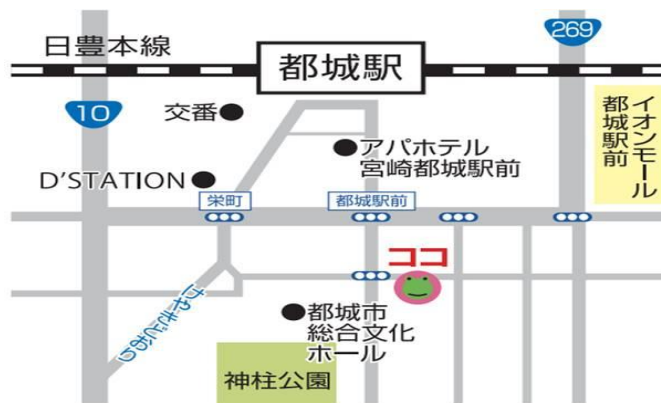 日豊本線
都城駅
269
10
交番
アパホテル
宮崎都城駅前
イオンモール
都城駅前
D'STATION
栄町
都城駅前
ココ
けやきどおり
都城市
総合文化
ホール
神柱公園